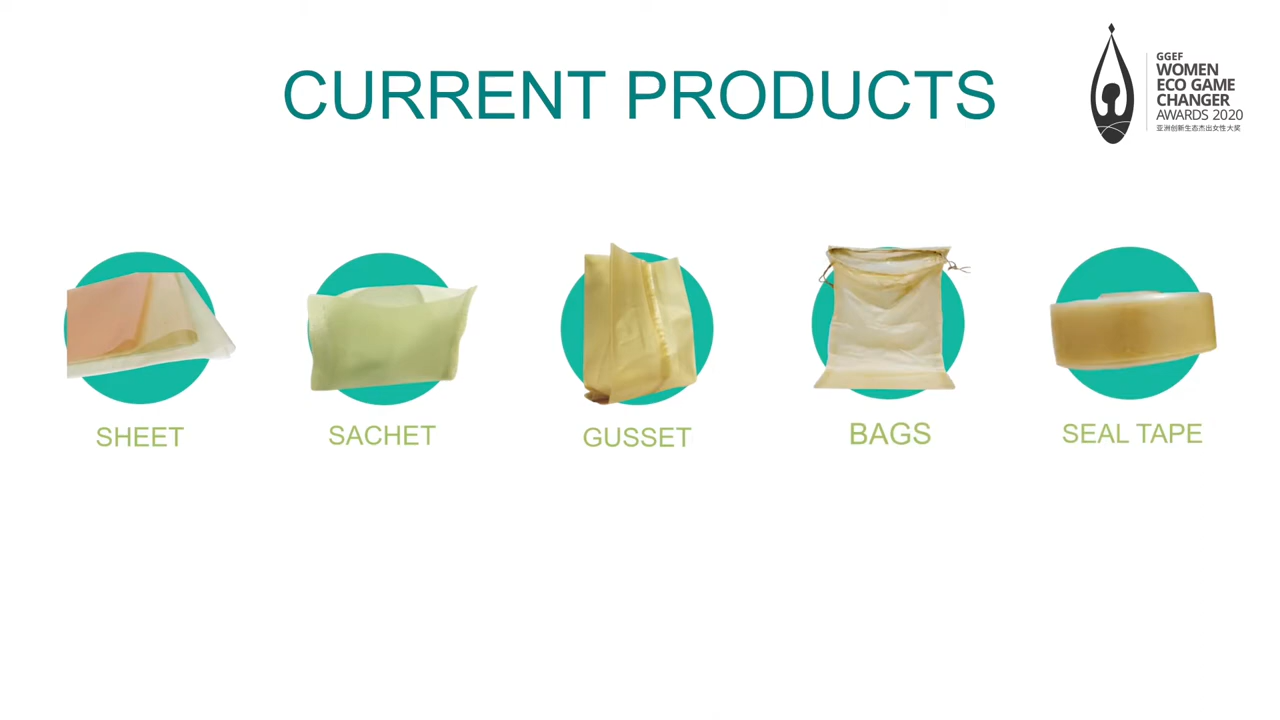 CURRENT PRODUCTS
GGEF
WOMEN
ECO GAME
CHANGER
AWARDS 2020
亚洲创新生态杰出女性大奖
SHEET
SACHET
GUSSET
BAGS
SEAL TAPE